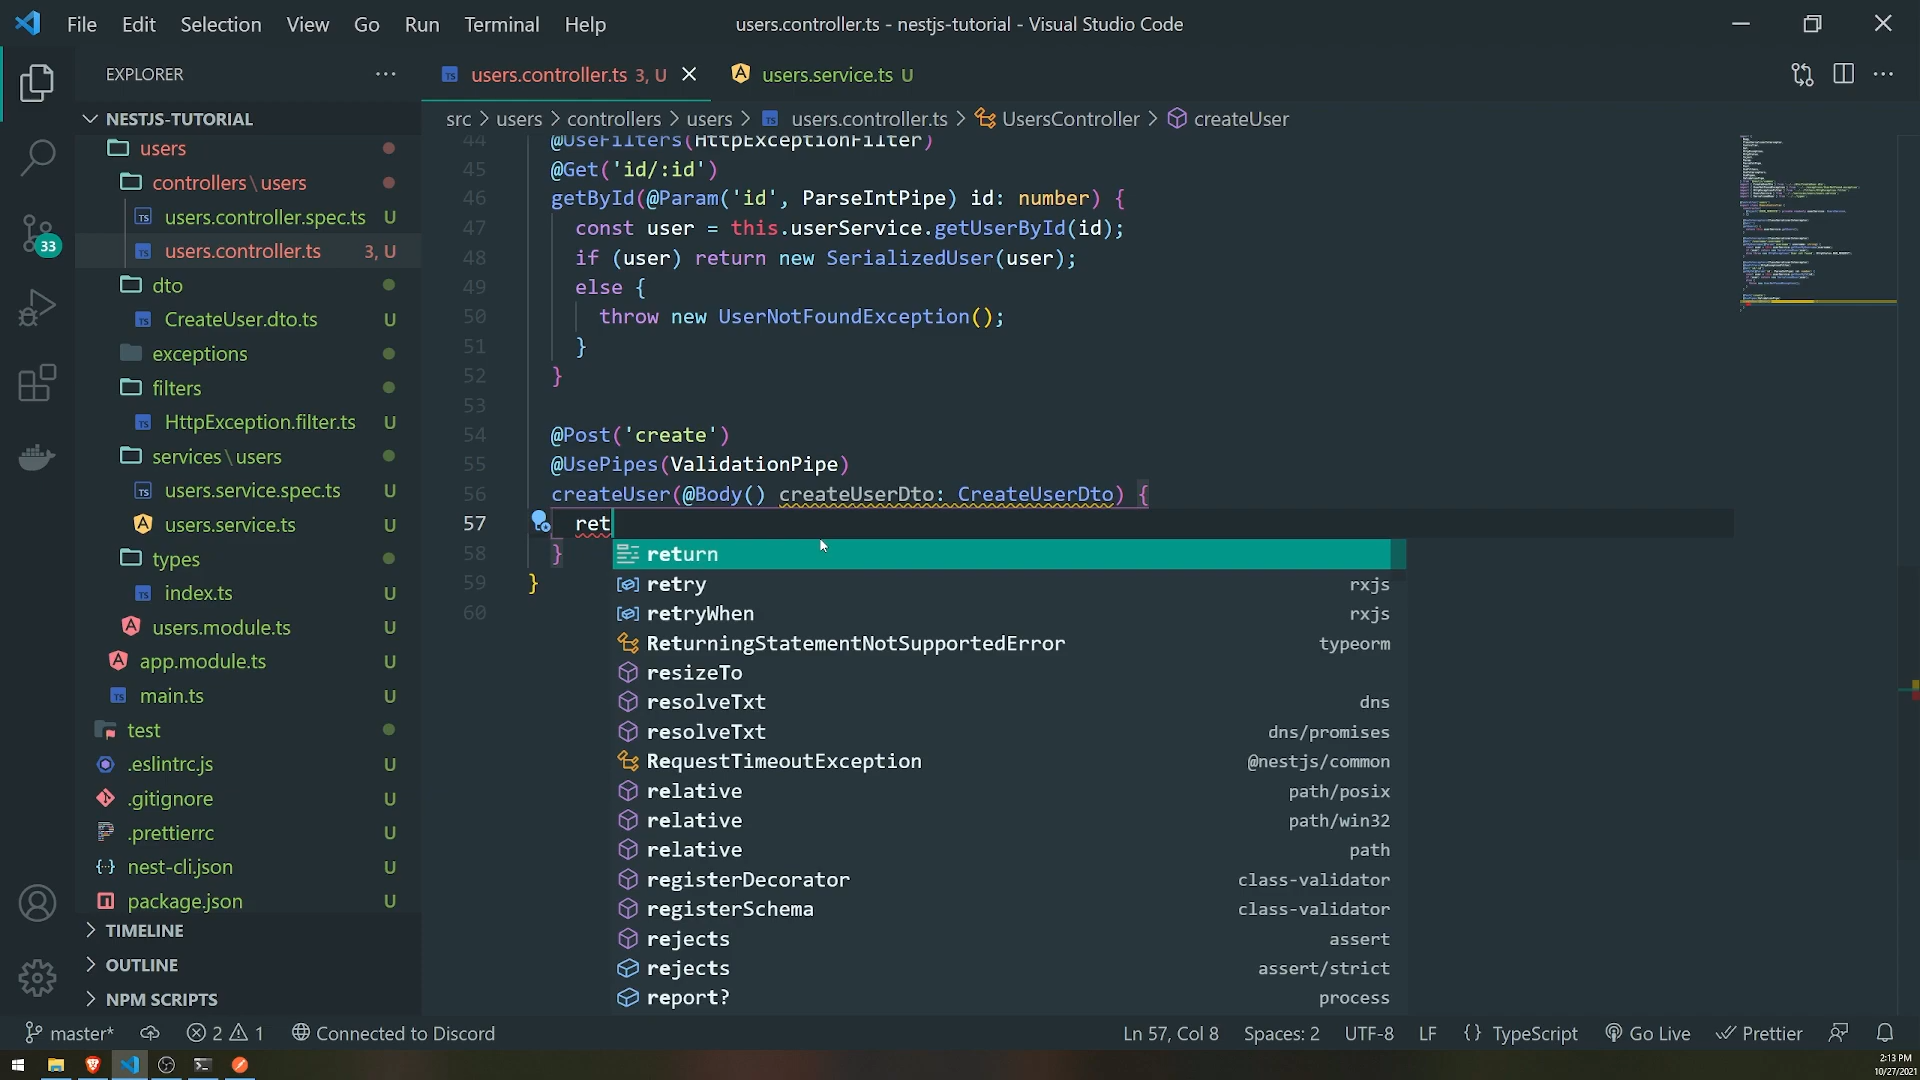 File Edit Selection View Go Run Terminal Help
users.controller.ts - nestjs-tutorial - Visual Studio Code
EXPLORER
users.controller.ts 3, U
users.service.ts U
NESTJS-TUTORIAL
src > users > controllers > users > users.controller.ts > UsersController > createUser
users
controllers\users
users.controller.spec.ts U
users.controller.ts 3, U
dto
CreateUser.dto.ts U
exceptions
filters
HttpException.filter.ts U
services\users
users.service.spec.ts U
users.service.ts U
types
index.ts U
users.module.ts U
app.module.ts U
main.ts U
test
.eslintrc.js U
.gitignore U
.prettierrc U
nest-cli.json U
package.json U
TIMELINE
OUTLINE
NPM SCRIPTS
33
44 @UseFilters(HttpExceptionFilter)
45 @Get('id/:id')
46 getById(@Param('id', ParseIntPipe) id: number) {
47 const user = this.userService.getUserById(id);
48 if (user) return new SerializedUser(user);
49 else {
50 throw new UserNotFoundException();
51 }
52 }
53
54 @Post('create')
55 @UsePipes(ValidationPipe)
56 createUser(@Body() createUserDto: CreateUserDto) {
57 ret
58 }
59 }
60
return
retry rxjs
retryWhen rxjs
ReturningStatementNotSupportedError typeorm
resizeTo
resolveTxt dns
resolveTxt dns/promises
RequestTimeoutException @nestjs/common
relative path/posix
relative path/win32
relative path
registerDecorator class-validator
registerSchema class-validator
rejects assert
rejects assert/strict
report? process
master* 2 1 Connected to Discord
Ln 57, Col 8 Spaces: 2 UTF-8 LF {} TypeScript Go Live Prettier
2:13 PM
10/27/2021